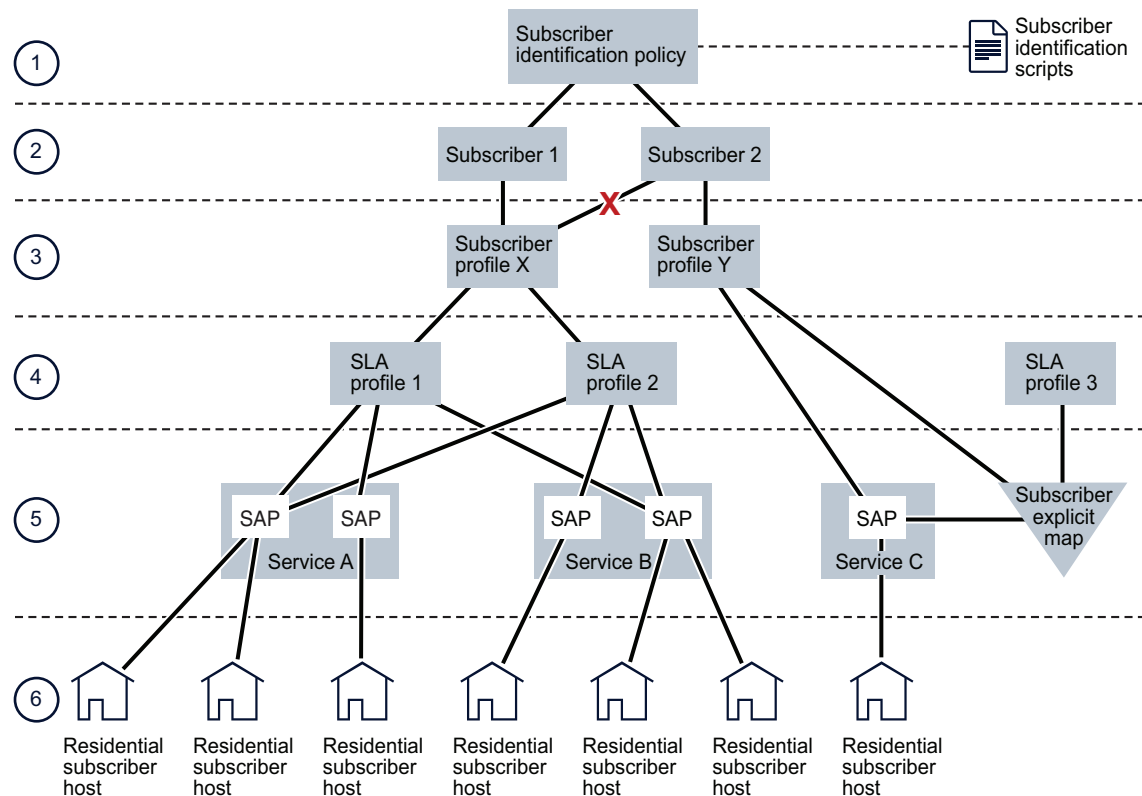 Subscriber
identification policy
Subscriber
identification
scripts
1
2
Subscriber 1
Subscriber 2
X
3
Subscriber
profile X
Subscriber
profile Y
4
SLA
profile 1
SLA
profile 2
SLA
profile 3
5
SAP
SAP
Service A
SAP
SAP
Service B
SAP
Service C
Subscriber
explicit
map
6
Residential
subscriber
host
Residential
subscriber
host
Residential
subscriber
host
Residential
subscriber
host
Residential
subscriber
host
Residential
subscriber
host
Residential
subscriber
host